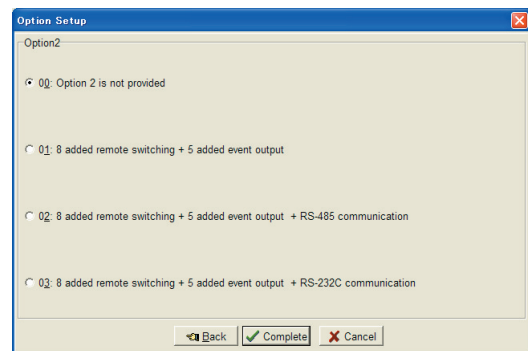 Option Setup
Option2
00: Option 2 is not provided
01: 8 added remote switching + 5 added event output
02: 8 added remote switching + 5 added event output + RS-485 communication
03: 8 added remote switching + 5 added event output + RS-232C communication
Back Complete Cancel